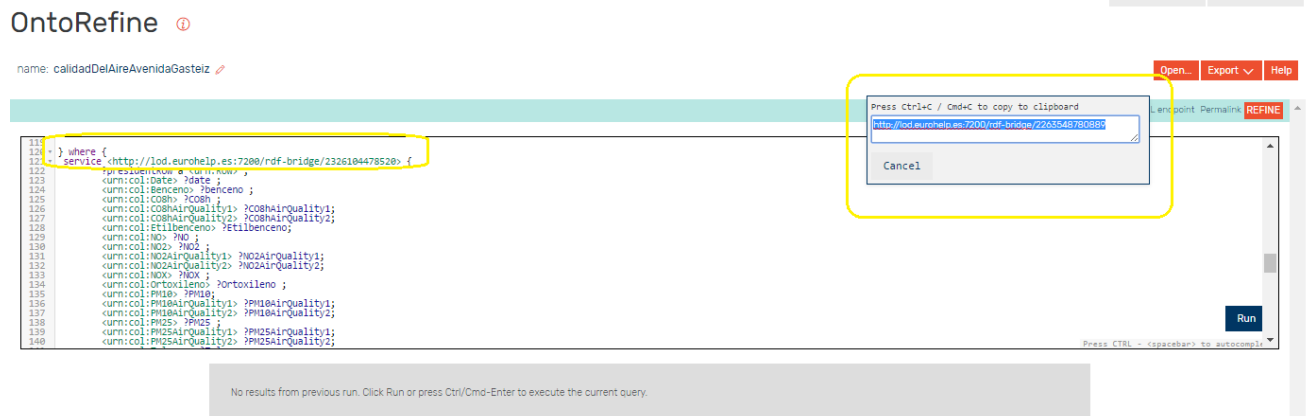 OntoRefine
name: calidadDelAireAvenidaGasteiz
Open... Export Help
Press Ctrl+C / Cmd+C to copy to clipboard
http://lod.eurohelp.es:7200/rdf-bridge/2263548780889
Cancel
L endpoint Permalink REFINE
119
120 } where {
121 service <http://lod.eurohelp.es:7200/rdf-bridge/2326104478520> {
122 ?presidentRow a <urn:Row> ;
123 <urn:col:Date> ?date ;
124 <urn:col:Benceno> ?benceno ;
125 <urn:col:CO8h> ?CO8h ;
126 <urn:col:CO8hAirQuality1> ?CO8hAirQuality1;
127 <urn:col:CO8hAirQuality2> ?CO8hAirQuality2;
128 <urn:col:Etilbenceno> ?Etilbenceno;
129 <urn:col:NO> ?NO ;
130 <urn:col:NO2> ?NO2 ;
131 <urn:col:NO2AirQuality1> ?NO2AirQuality1;
132 <urn:col:NO2AirQuality2> ?NO2AirQuality2;
133 <urn:col:NOX> ?NOX ;
134 <urn:col:Ortoxileno> ?Ortoxileno ;
135 <urn:col:PM10> ?PM10;
136 <urn:col:PM10AirQuality1> ?PM10AirQuality1;
137 <urn:col:PM10AirQuality2> ?PM10AirQuality2;
138 <urn:col:PM25> ?PM25 ;
139 <urn:col:PM25AirQuality1> ?PM25AirQuality1;
140 <urn:col:PM25AirQuality2> ?PM25AirQuality2;
Run
Press CTRL - <spacebar> to autocomple
No results from previous run. Click Run or press Ctrl/Cmd-Enter to execute the current query.